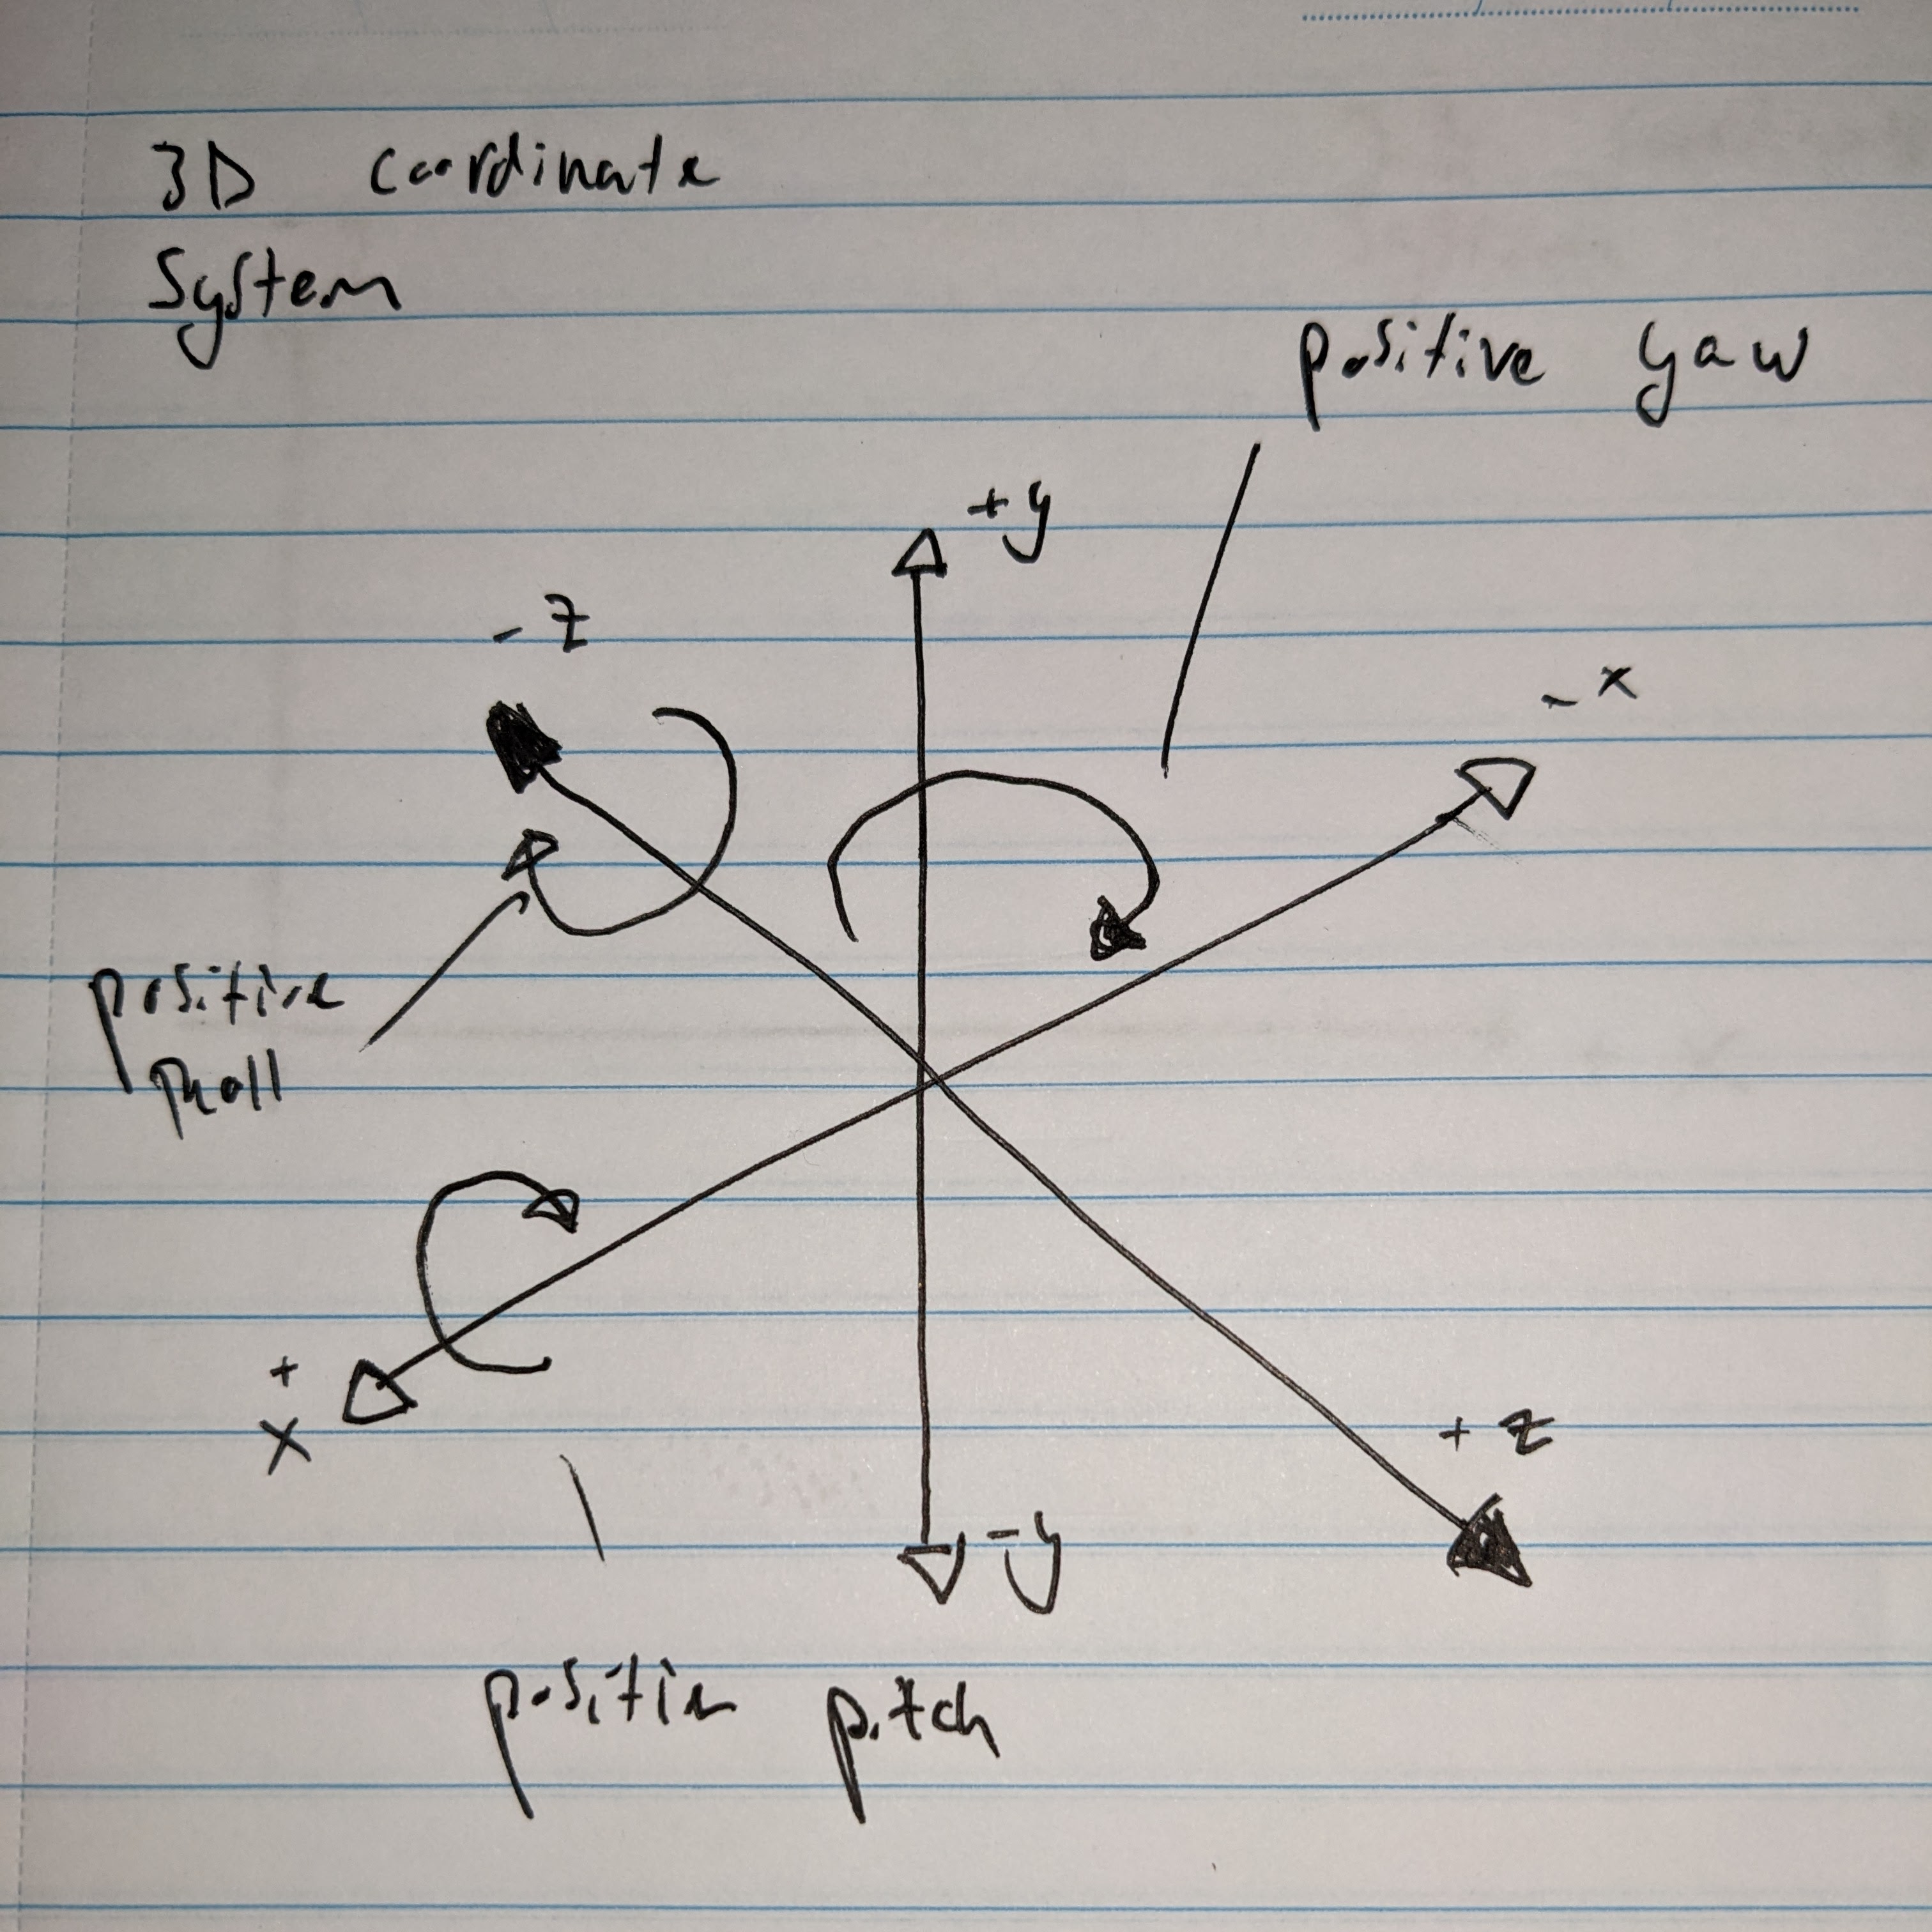 3D coordinate
System
positive yaw
+y
- z
- x
positive
Roll
+
x
+ z
-y
positive pitch